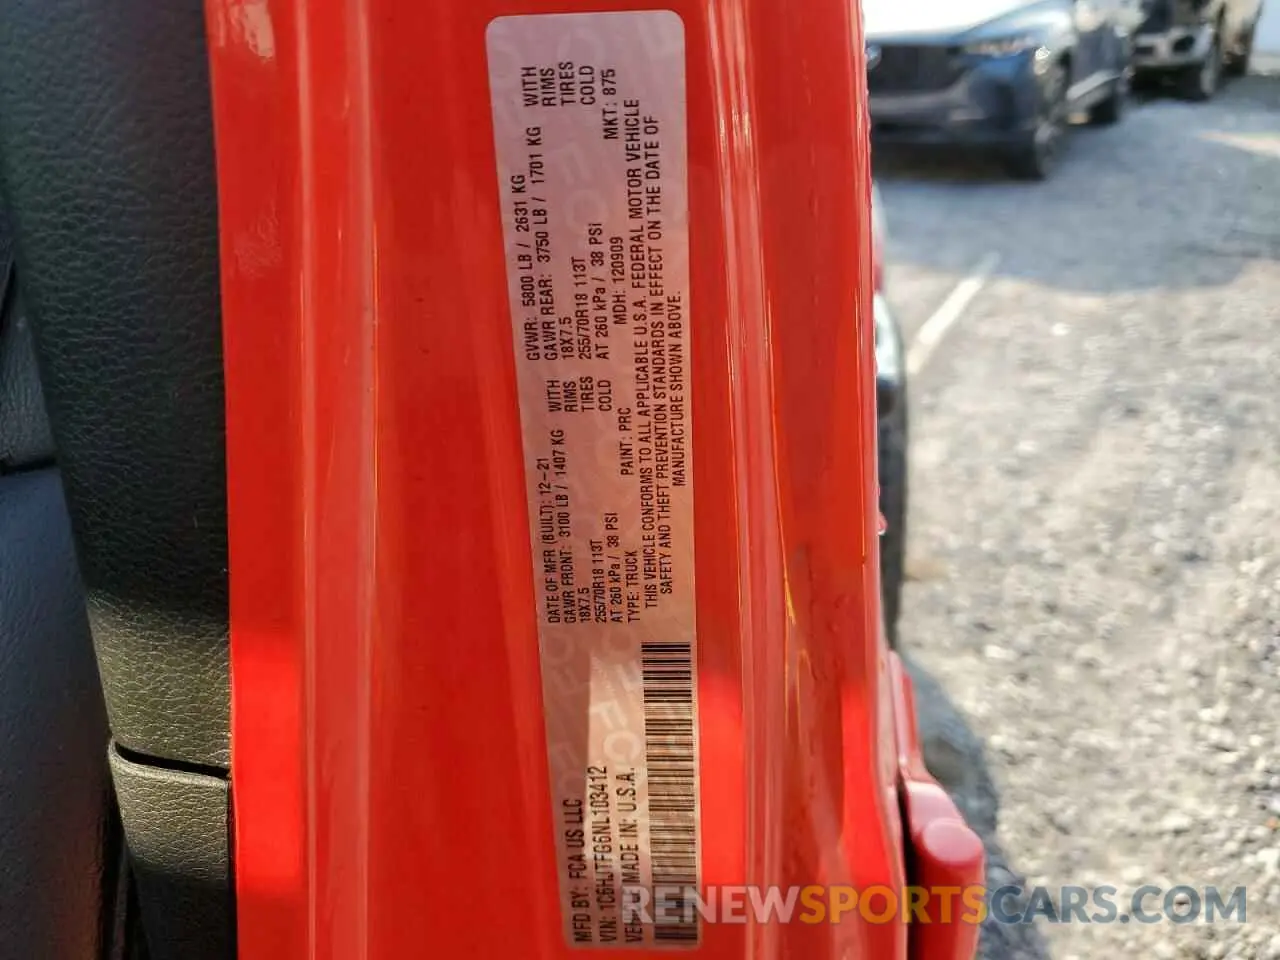 MFD BY: FCA US LLC
DATE OF MFR (BUILT): 12-21
GVWR: 5800 LB / 2631 KG
GAWR FRONT: 3100 LB / 1407 KG WITH
18X7.5 RIMS
255/70R18 113T TIRES
AT 260 kPa / 38 PSI COLD
GAWR REAR: 3750 LB / 1701 KG WITH
18X7.5 RIMS
255/70R18 113T TIRES
AT 260 kPa / 38 PSi COLD
VIN: 1C6HJTFG6NL103412
TYPE: TRUCK PAINT: PRC MDH: 120909 MKT: 875
MADE IN: U.S.A.
THIS VEHICLE CONFORMS TO ALL APPLICABLE U.S.A. FEDERAL MOTOR VEHICLE
SAFETY AND THEFT PREVENTION STANDARDS IN EFFECT ON THE DATE OF
MANUFACTURE SHOWN ABOVE.
RENEWSPORTSCARS.COM